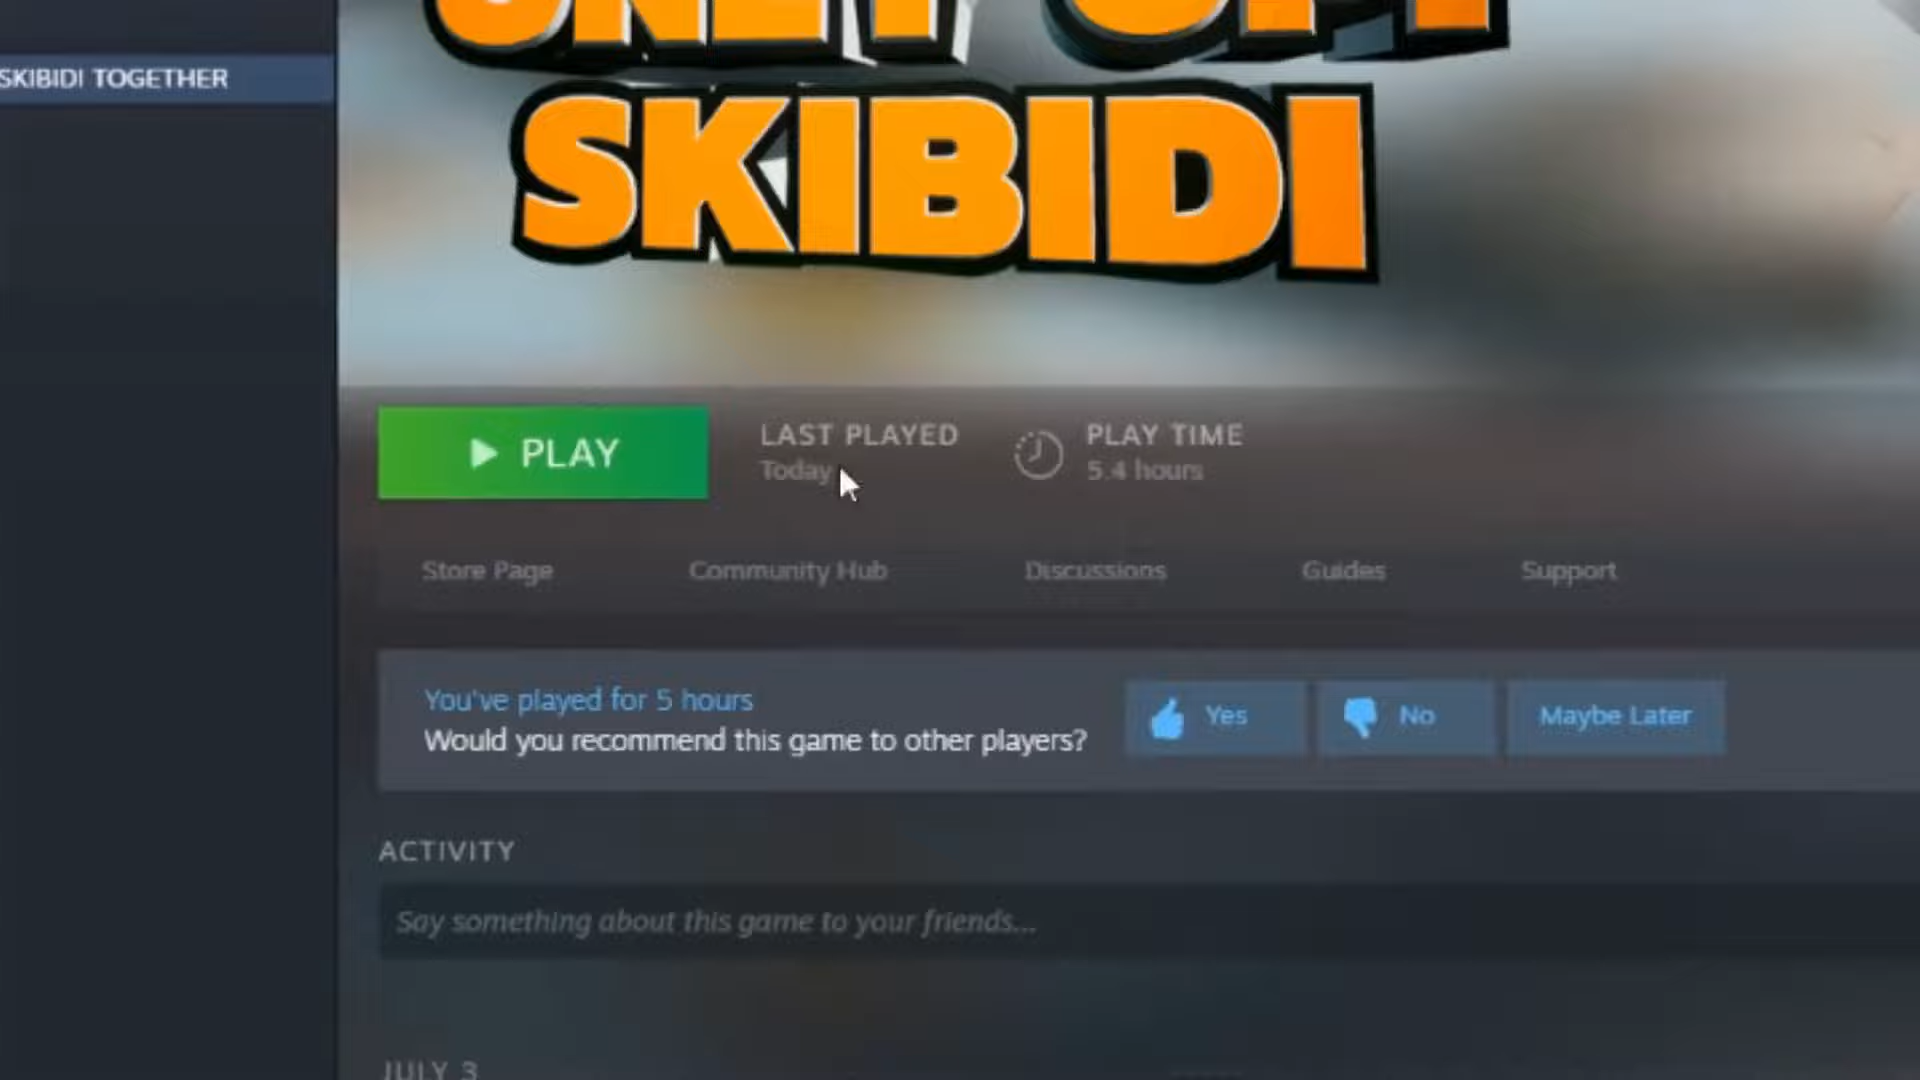 ONLY UP!
SKIBIDI TOGETHER
SKIBIDI
PLAY
LAST PLAYED
Today
PLAY TIME
5.4 hours
Store Page
Community Hub
Discussions
Guides
Support
You've played for 5 hours
Would you recommend this game to other players?
Yes
No
Maybe Later
ACTIVITY
Say something about this game to your friends...
JULY 3